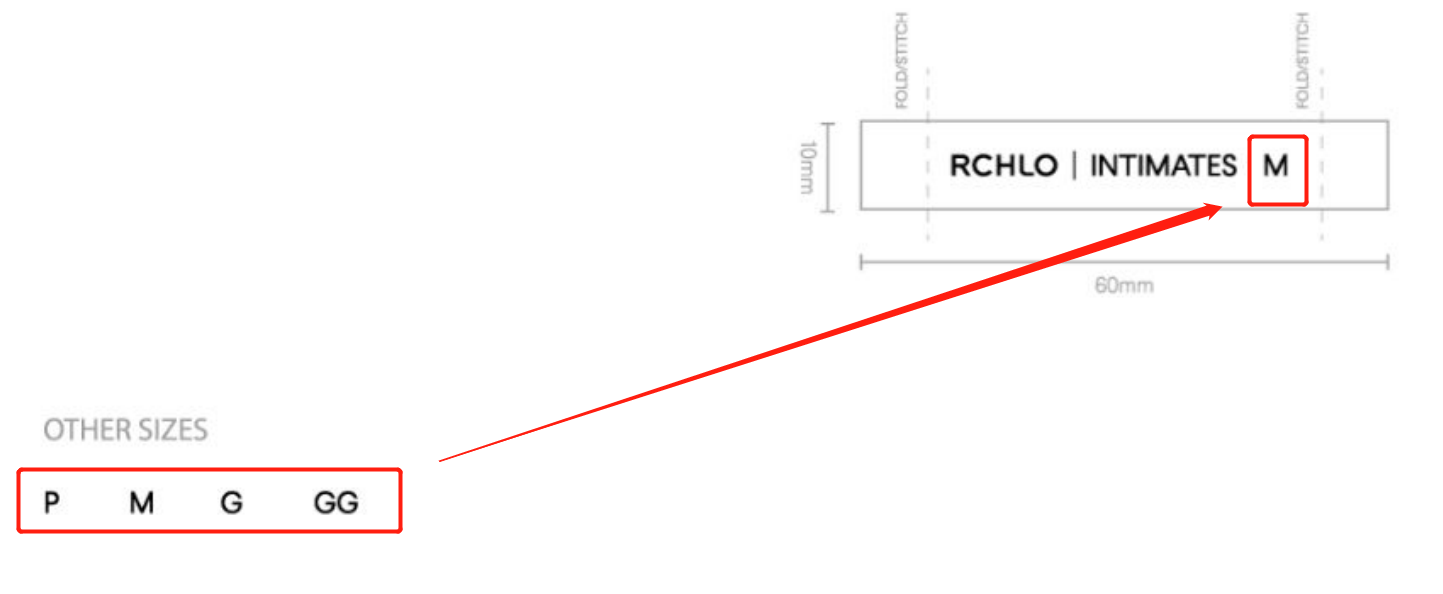 FOLD/STITCH
FOLD/STITCH
10mm
RCHLO | INTIMATES M
60mm
OTHER SIZES
P M G GG